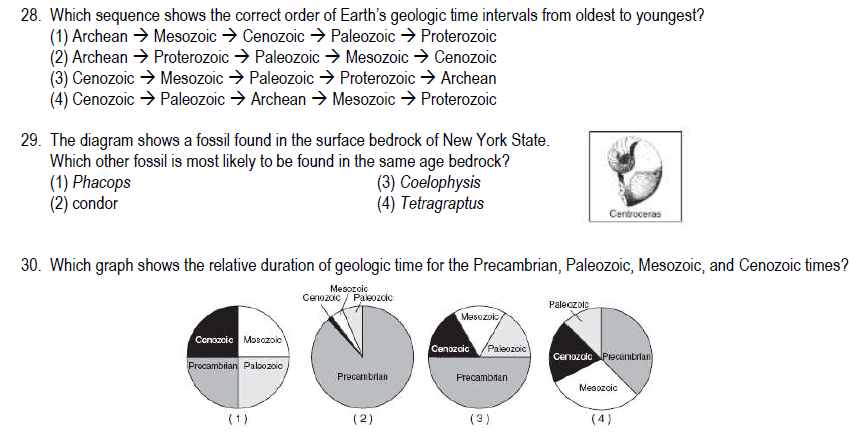 28. Which sequence shows the correct order of Earth's geologic time intervals from oldest to youngest?
(1) Archean → Mesozoic → Cenozoic → Paleozoic → Proterozoic
(2) Archean → Proterozoic → Paleozoic → Mesozoic → Cenozoic
(3) Cenozoic → Mesozoic → Paleozoic → Proterozoic → Archean
(4) Cenozoic → Paleozoic → Archean → Mesozoic → Proterozoic
29. The diagram shows a fossil found in the surface bedrock of New York State.
Which other fossil is most likely to be found in the same age bedrock?
(1) Phacops (3) Coelophysis
(2) condor (4) Tetragraptus
Centroceras
30. Which graph shows the relative duration of geologic time for the Precambrian, Paleozoic, Mesozoic, and Cenozoic times?
Cenozoic Mesozoic
Precambrian Paleozoic
(1)
Mesozoic
Cenozoic Paleozoic
Precambrian
(2)
Mesozoic
Cenozoic Paleozoic
Precambrian
(3)
Paleozoic
Cenozoic Precambrian
Mesozoic
(4)